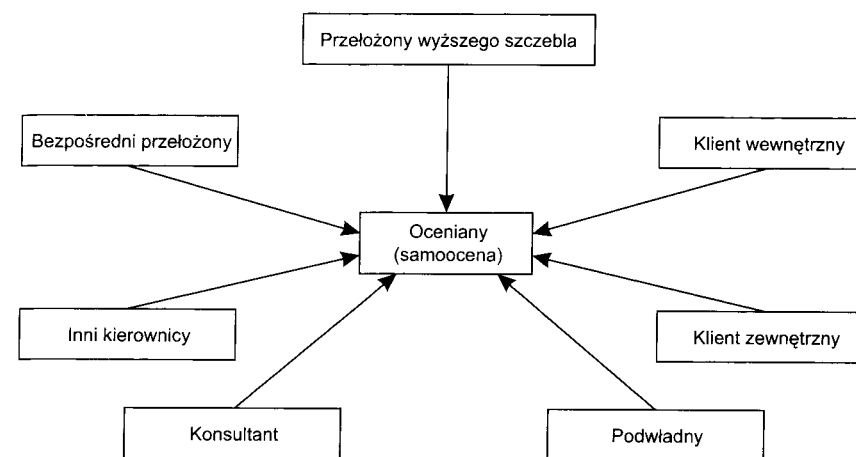 Przełożony wyższego szczebla
Bezpośredni przełożony
Klient wewnętrzny
Oceniany
(samoocena)
Inni kierownicy
Klient zewnętrzny
Konsultant
Podwładny